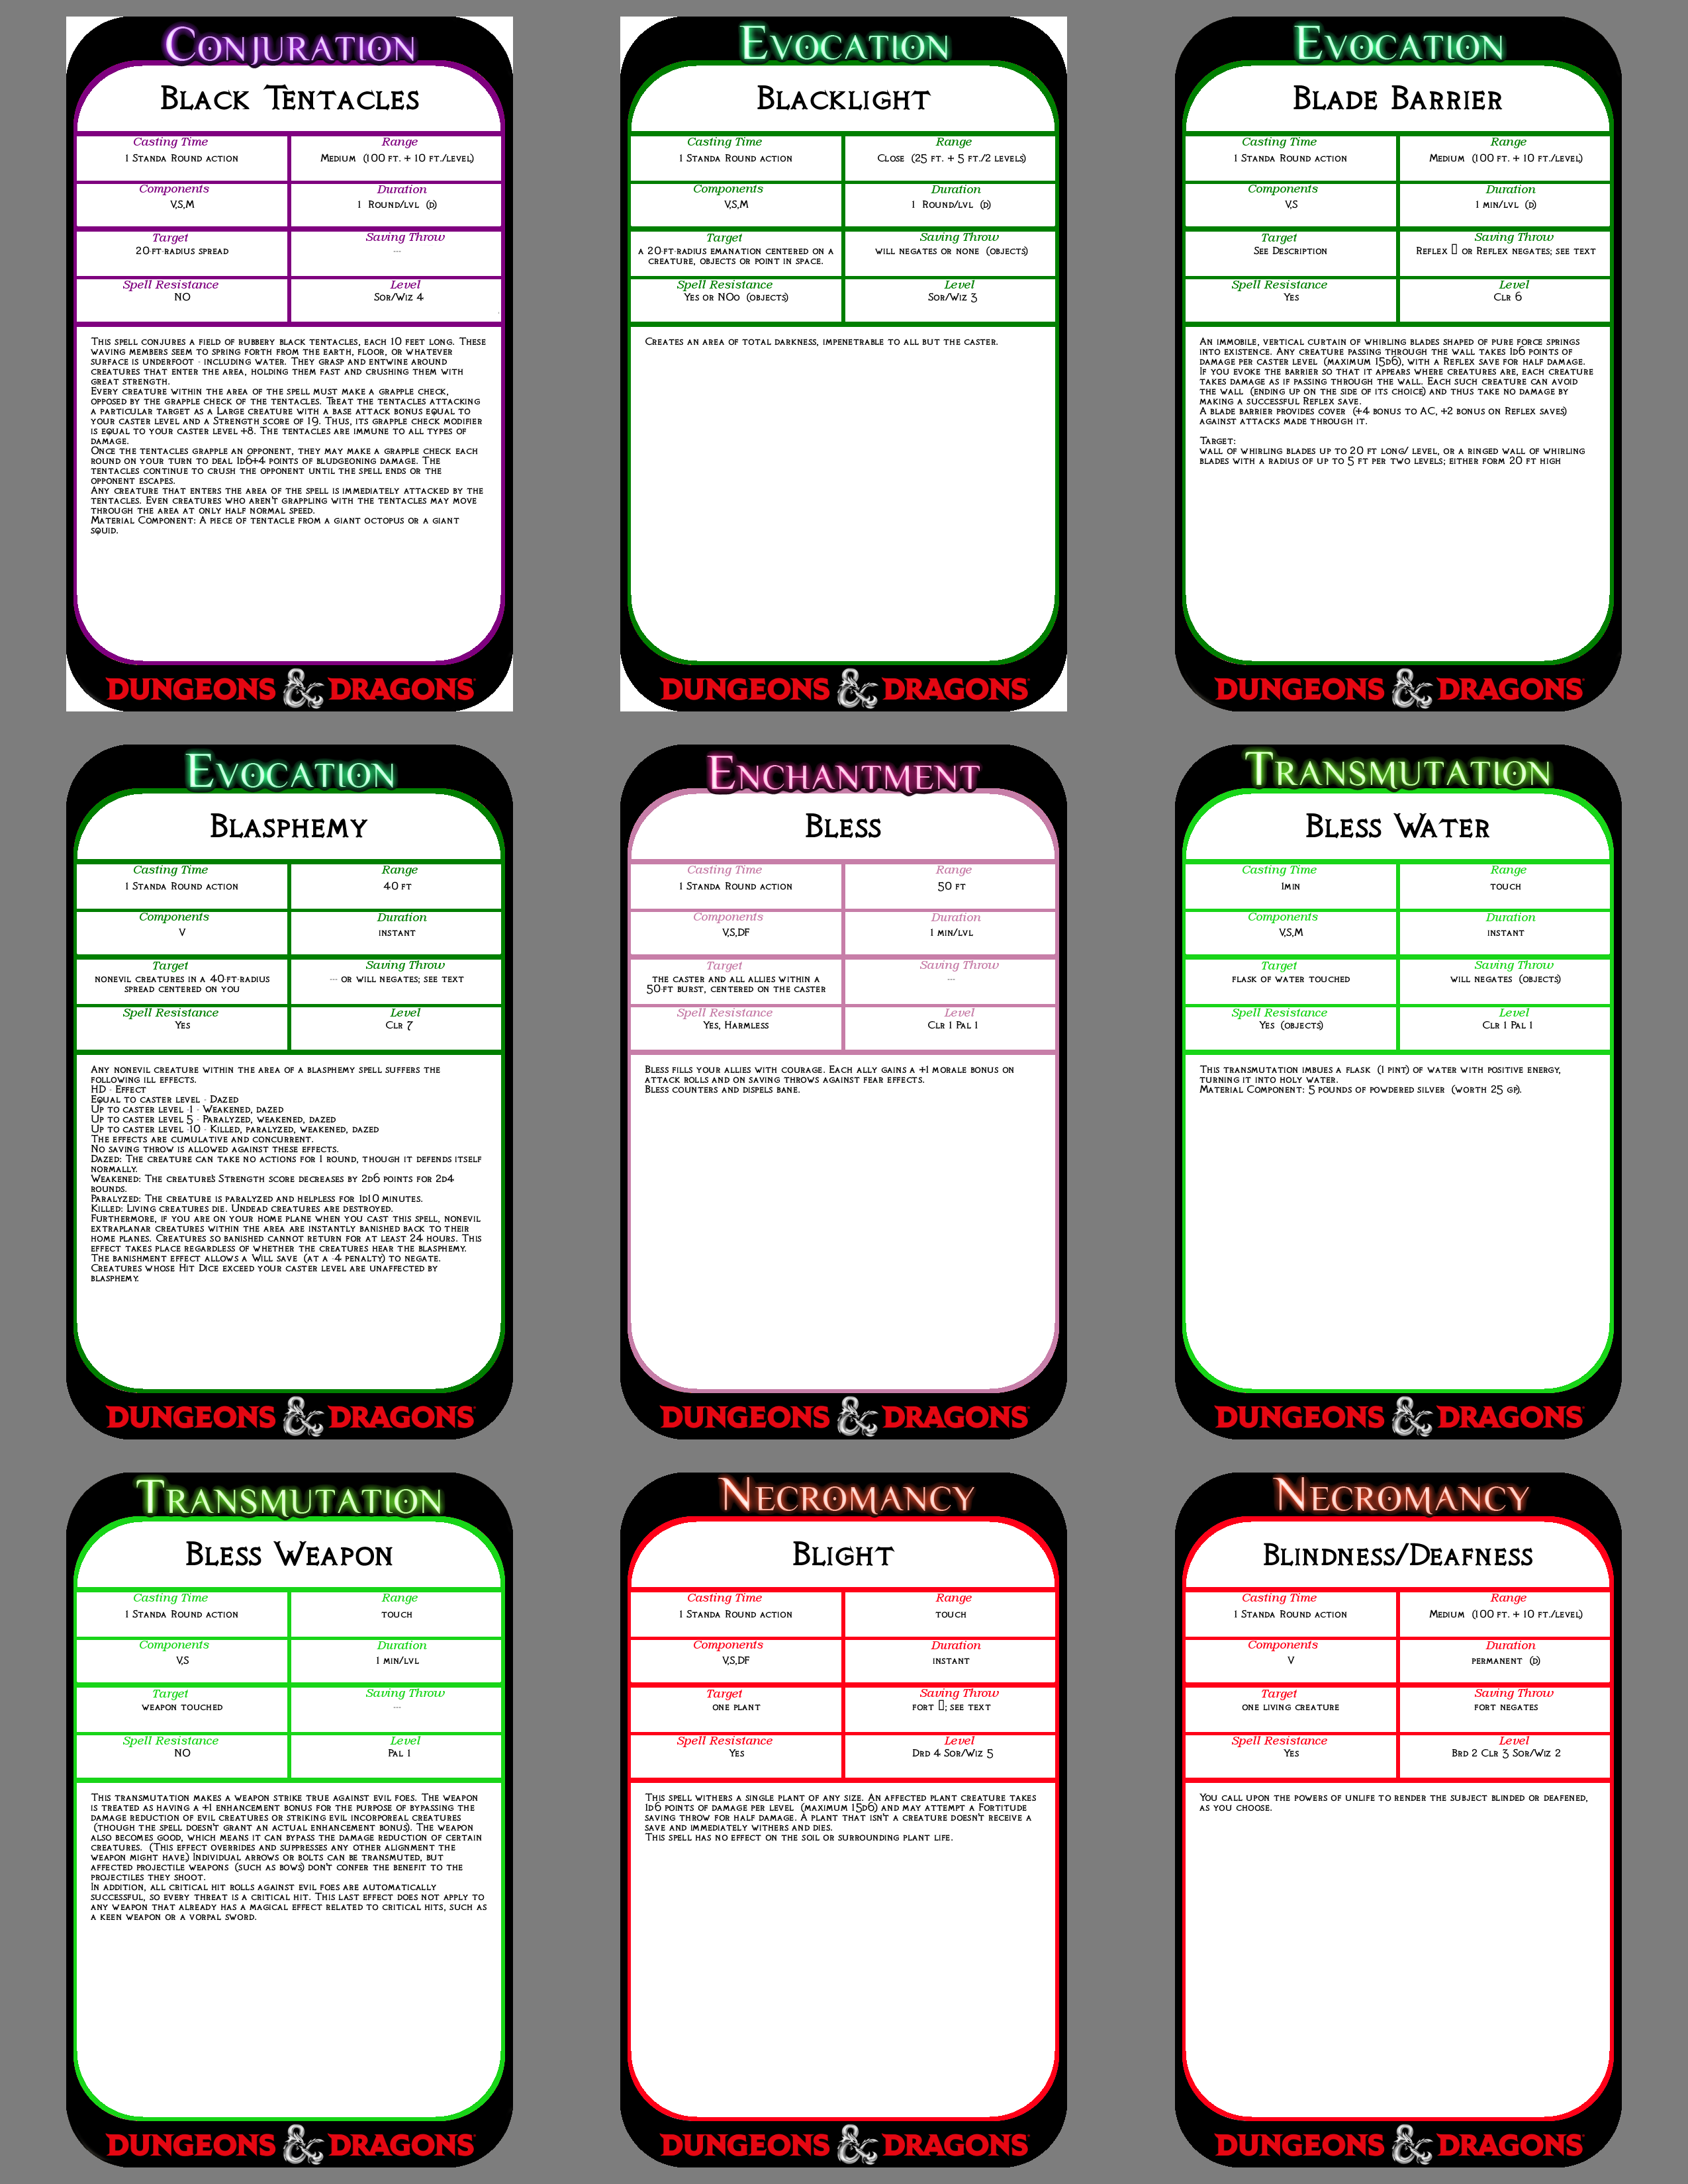 Conjuration
Black Tentacles
Casting Time
Range
1 Standa Round action
Medium (100 ft. + 10 ft./level)
Components
Duration
V,S,M
1 Round/lvl (D)
Target
Saving Throw
20-ft-radius spread
---
Spell Resistance
Level
NO
Sor/Wiz 4
This spell conjures a field of rubbery black tentacles, each 10 feet long. These
waving members seem to spring forth from the earth, floor, or whatever
surface is underfoot - including water. They grasp and entwine around
creatures that enter the area, holding them fast and crushing them with
great strength.
Every creature within the area of the spell must make a grapple check,
opposed by the grapple check of the tentacles. Treat the tentacles attacking
a particular target as a Large creature with a base attack bonus equal to
your caster level and a Strength score of 19. Thus, its grapple check modifier
is equal to your caster level +8. The tentacles are immune to all types of
damage.
Once the tentacles grapple an opponent, they may make a grapple check each
round on your turn to deal 1d6+4 points of bludgeoning damage. The
tentacles continue to crush the opponent until the spell ends or the
opponent escapes.
Any creature that enters the area of the spell is immediately attacked by the
tentacles. Even creatures who aren't grappling with the tentacles may move
through the area at only half normal speed.
Material Component: A piece of tentacle from a giant octopus or a giant
squid.
DUNGEONS & DRAGONS
Evocation
Blacklight
Casting Time
Range
1 Standa Round action
Close (25 ft. + 5 ft./2 levels)
Components
Duration
V,S,M
1 Round/lvl (D)
Target
Saving Throw
a 20-ft-radius emanation centered on a
creature, objects or point in space.
will negates or none (objects)
Spell Resistance
Level
Yes or NOo (objects)
Sor/Wiz 3
Creates an area of total darkness, impenetrable to all but the caster.
DUNGEONS & DRAGONS
Evocation
Blade Barrier
Casting Time
Range
1 Standa Round action
Medium (100 ft. + 10 ft./level)
Components
Duration
V,S
1 min/lvl (D)
Target
Saving Throw
See Description
Reflex or Reflex negates; see text
Spell Resistance
Level
Yes
Clr 6
An immobile, vertical curtain of whirling blades shaped of pure force springs
into existence. Any creature passing through the wall takes 1d6 points of
damage per caster level (maximum 15d6), with a Reflex save for half damage.
If you evoke the barrier so that it appears where creatures are, each creature
takes damage as if passing through the wall. Each such creature can avoid
the wall (ending up on the side of its choice) and thus take no damage by
making a successful Reflex save.
A blade barrier provides cover (+4 bonus to AC, +2 bonus on Reflex saves)
against attacks made through it.
Target:
wall of whirling blades up to 20 ft long/ level, or a ringed wall of whirling
blades with a radius of up to 5 ft per two levels; either form 20 ft high
DUNGEONS & DRAGONS
Evocation
Blasphemy
Casting Time
Range
1 Standa Round action
40 ft
Components
Duration
V
instant
Target
Saving Throw
nonevil creatures in a 40-ft-radius
spread centered on you
--- or will negates; see text
Spell Resistance
Level
Yes
Clr 7
Any nonevil creature within the area of a blasphemy spell suffers the
following ill effects.
HD - Effect
Equal to caster level - Dazed
Up to caster level -1 - Weakened, dazed
Up to caster level 5 - Paralyzed, weakened, dazed
Up to caster level -10 - Killed, paralyzed, weakened, dazed
The effects are cumulative and concurrent.
No saving throw is allowed against these effects.
Dazed: The creature can take no actions for 1 round, though it defends itself
normally.
Weakened: The creature's Strength score decreases by 2d6 points for 2d4
rounds.
Paralyzed: The creature is paralyzed and helpless for 1d10 minutes.
Killed: Living creatures die. Undead creatures are destroyed.
Furthermore, if you are on your home plane when you cast this spell, nonevil
extraplanar creatures within the area are instantly banished back to their
home planes. Creatures so banished cannot return for at least 24 hours. This
effect takes place regardless of whether the creatures hear the blasphemy.
The banishment effect allows a Will save (at a -4 penalty) to negate.
Creatures whose Hit Dice exceed your caster level are unaffected by
blasphemy.
DUNGEONS & DRAGONS
Enchantment
Bless
Casting Time
Range
1 Standa Round action
50 ft
Components
Duration
V,S,DF
1 min/lvl
Target
Saving Throw
the caster and all allies within a
50-ft burst, centered on the caster
---
Spell Resistance
Level
Yes, Harmless
Clr 1 Pal 1
Bless fills your allies with courage. Each ally gains a +1 morale bonus on
attack rolls and on saving throws against fear effects.
Bless counters and dispels bane.
DUNGEONS & DRAGONS
Transmutation
Bless Water
Casting Time
Range
1min
touch
Components
Duration
V,S,M
instant
Target
Saving Throw
flask of water touched
will negates (objects)
Spell Resistance
Level
Yes (objects)
Clr 1 Pal 1
This transmutation imbues a flask (1 pint) of water with positive energy,
turning it into holy water.
Material Component: 5 pounds of powdered silver (worth 25 gp).
DUNGEONS & DRAGONS
Transmutation
Bless Weapon
Casting Time
Range
1 Standa Round action
touch
Components
Duration
V,S
1 min/lvl
Target
Saving Throw
weapon touched
---
Spell Resistance
Level
NO
Pal 1
This transmutation makes a weapon strike true against evil foes. The weapon
is treated as having a +1 enhancement bonus for the purpose of bypassing the
damage reduction of evil creatures or striking evil incorporeal creatures
(though the spell doesn't grant an actual enhancement bonus). The weapon
also becomes good, which means it can bypass the damage reduction of certain
creatures. (This effect overrides and suppresses any other alignment the
weapon might have.) Individual arrows or bolts can be transmuted, but
affected projectile weapons (such as bows) don't confer the benefit to the
projectiles they shoot.
In addition, all critical hit rolls against evil foes are automatically
successful, so every threat is a critical hit. This last effect does not apply to
any weapon that already has a magical effect related to critical hits, such as
a keen weapon or a vorpal sword.
DUNGEONS & DRAGONS
Necromancy
Blight
Casting Time
Range
1 Standa Round action
touch
Components
Duration
V,S,DF
instant
Target
Saving Throw
one plant
fort ; see text
Spell Resistance
Level
Yes
Drd 4 Sor/Wiz 5
This spell withers a single plant of any size. An affected plant creature takes
1d6 points of damage per level (maximum 15d6) and may attempt a Fortitude
saving throw for half damage. A plant that isn't a creature doesn't receive a
save and immediately withers and dies.
This spell has no effect on the soil or surrounding plant life.
DUNGEONS & DRAGONS
Necromancy
Blindness/Deafness
Casting Time
Range
1 Standa Round action
Medium (100 ft. + 10 ft./level)
Components
Duration
V
permanent (D)
Target
Saving Throw
one living creature
fort negates
Spell Resistance
Level
Yes
Brd 2 Clr 3 Sor/Wiz 2
You call upon the powers of unlife to render the subject blinded or deafened,
as you choose.
DUNGEONS & DRAGONS